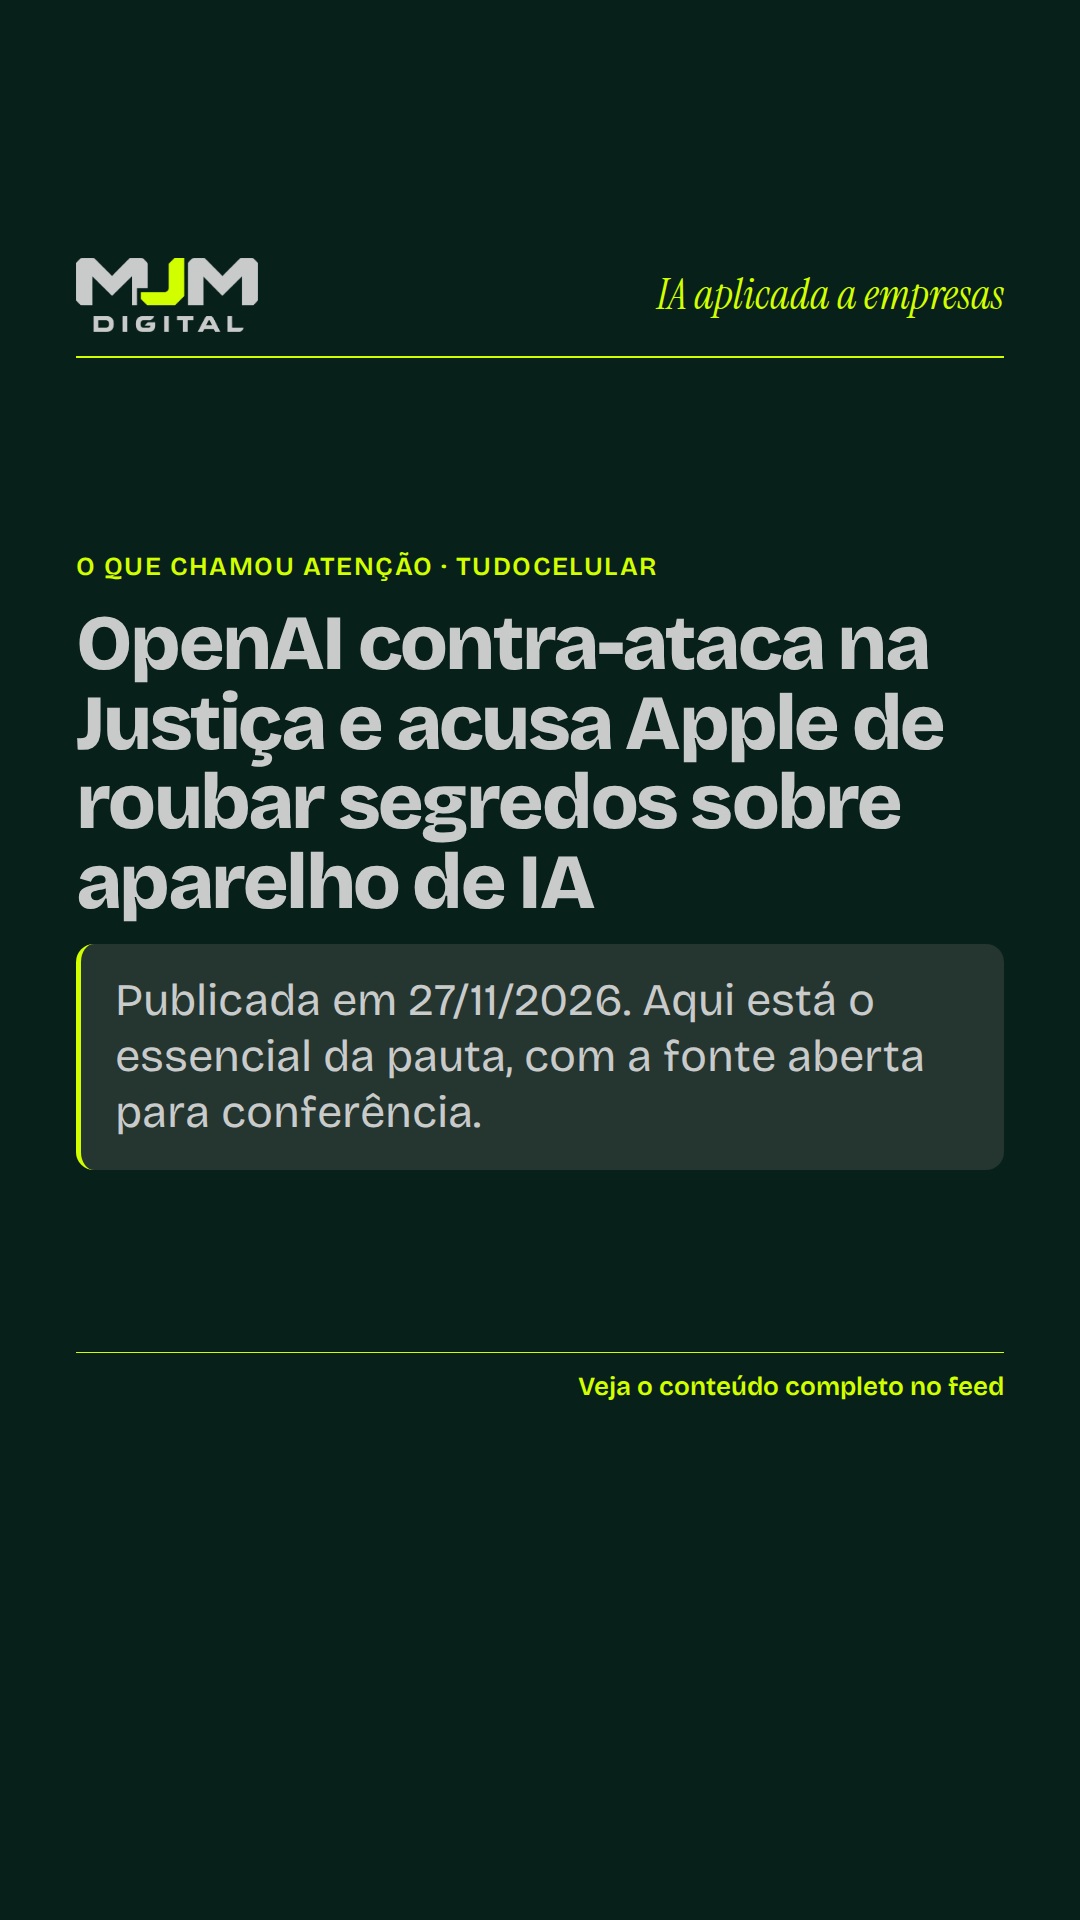 MJM
DIGITAL
IA aplicada a empresas
O QUE CHAMOU ATENÇÃO · TUDOCELULAR
OpenAI contra-ataca na
Justiça e acusa Apple de
roubar segredos sobre
aparelho de IA
Publicada em 27/11/2026. Aqui está o
essencial da pauta, com a fonte aberta
para conferência.
Veja o conteúdo completo no feed